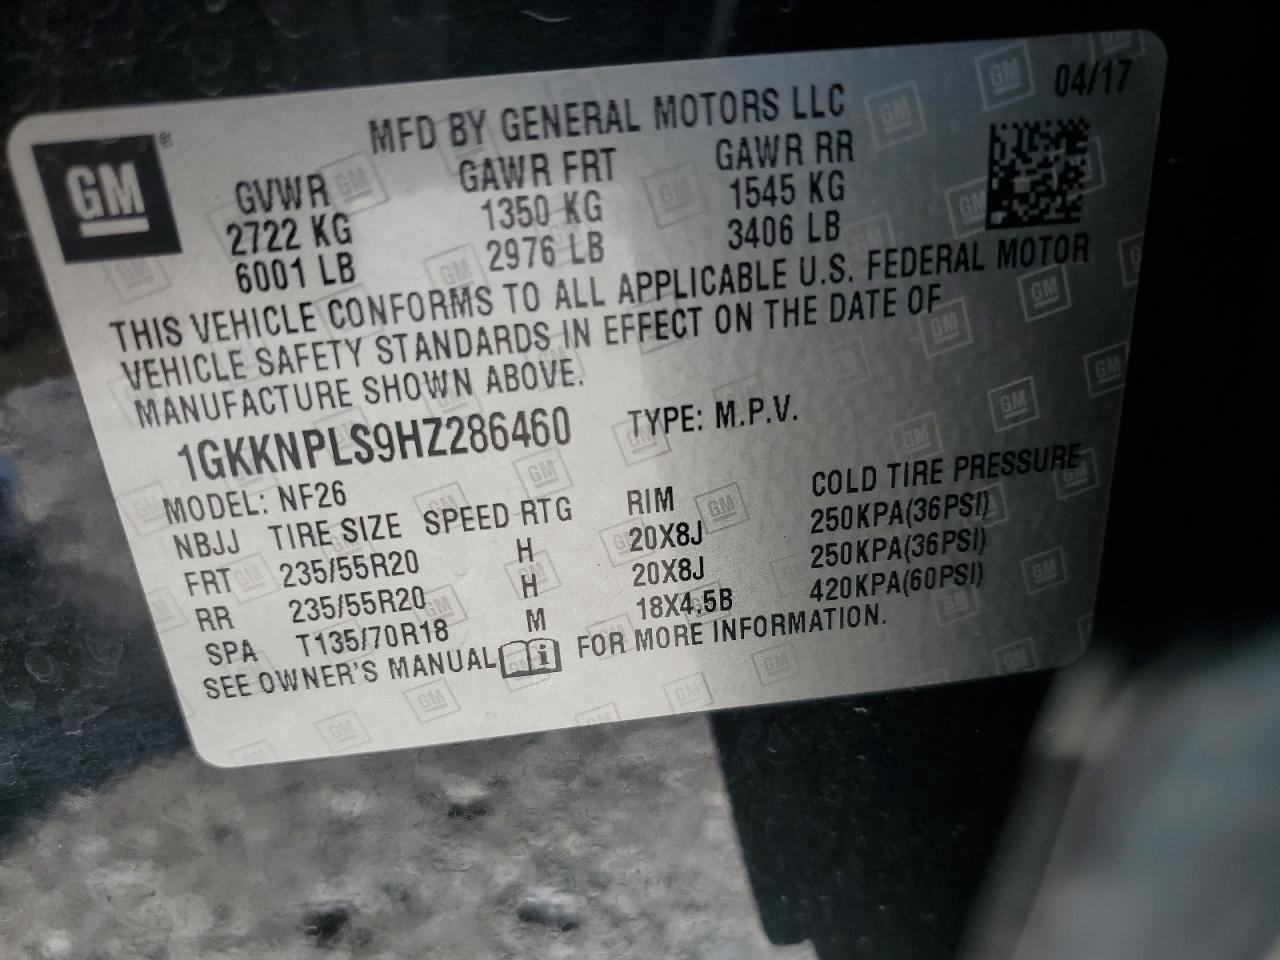 04/17
GM®
MFD BY GENERAL MOTORS LLC
GVWR GAWR FRT GAWR RR
2722 KG 1350 KG 1545 KG
6001 LB 2976 LB 3406 LB
THIS VEHICLE CONFORMS TO ALL APPLICABLE U.S. FEDERAL MOTOR
VEHICLE SAFETY STANDARDS IN EFFECT ON THE DATE OF
MANUFACTURE SHOWN ABOVE.
1GKKNPLS9HZ286460 TYPE: M.P.V.
MODEL: NF26
NBJJ TIRE SIZE SPEED RTG RIM COLD TIRE PRESSURE
FRT 235/55R20 H 20X8J 250KPA(36PSI)
RR 235/55R20 H 20X8J 250KPA(36PSI)
SPA T135/70R18 M 18X4.5B 420KPA(60PSI)
SEE OWNER'S MANUAL FOR MORE INFORMATION.